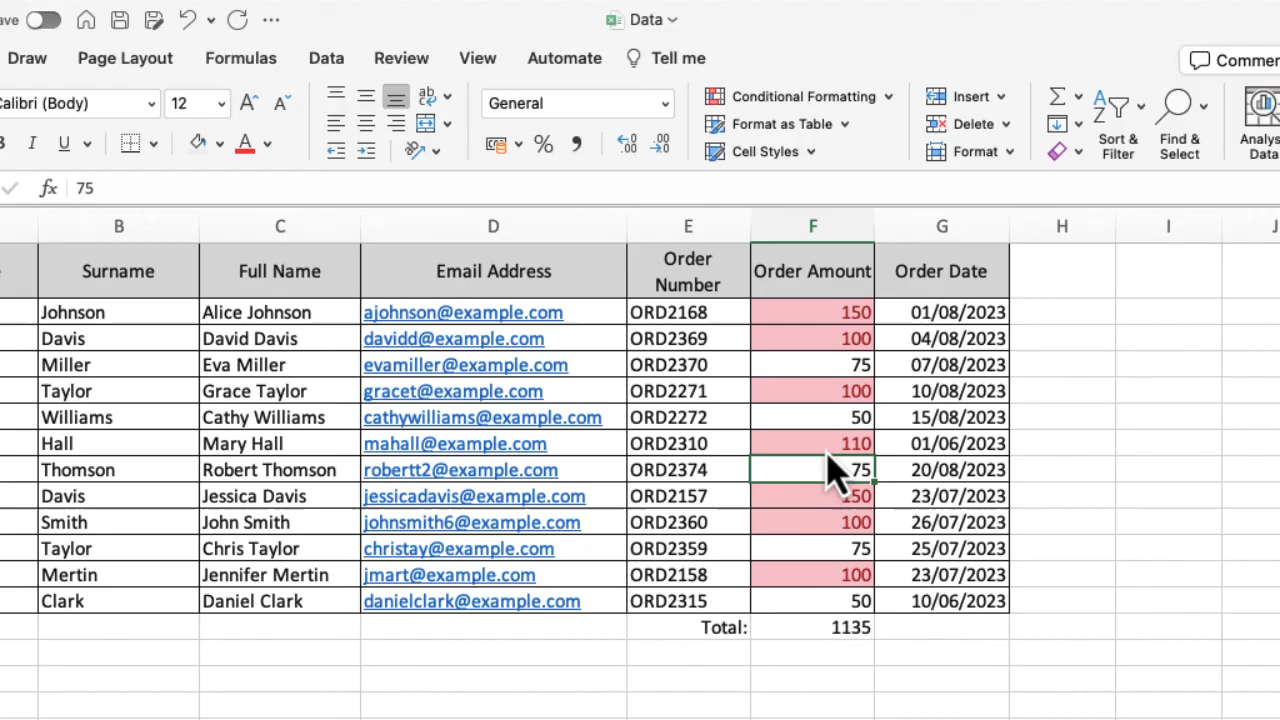 ave
Data
Draw Page Layout Formulas Data Review View Automate Tell me
Commen
Calibri (Body) 12 General Conditional Formatting Insert
Format as Table Delete
B I U Cell Styles Format Sort & Filter Find & Select Analys Data
fx 75
B C D E F G H I J
Surname Full Name Email Address Order Number Order Amount Order Date
Johnson Alice Johnson ajohnson@example.com ORD2168 150 01/08/2023
Davis David Davis davidd@example.com ORD2369 100 04/08/2023
Miller Eva Miller evamiller@example.com ORD2370 75 07/08/2023
Taylor Grace Taylor gracet@example.com ORD2271 100 10/08/2023
Williams Cathy Williams cathywilliams@example.com ORD2272 50 15/08/2023
Hall Mary Hall mahall@example.com ORD2310 110 01/06/2023
Thomson Robert Thomson robertt2@example.com ORD2374 75 20/08/2023
Davis Jessica Davis jessicadavis@example.com ORD2157 150 23/07/2023
Smith John Smith johnsmith6@example.com ORD2360 100 26/07/2023
Taylor Chris Taylor christay@example.com ORD2359 75 25/07/2023
Mertin Jennifer Mertin jmart@example.com ORD2158 100 23/07/2023
Clark Daniel Clark danielclark@example.com ORD2315 50 10/06/2023
Total: 1135